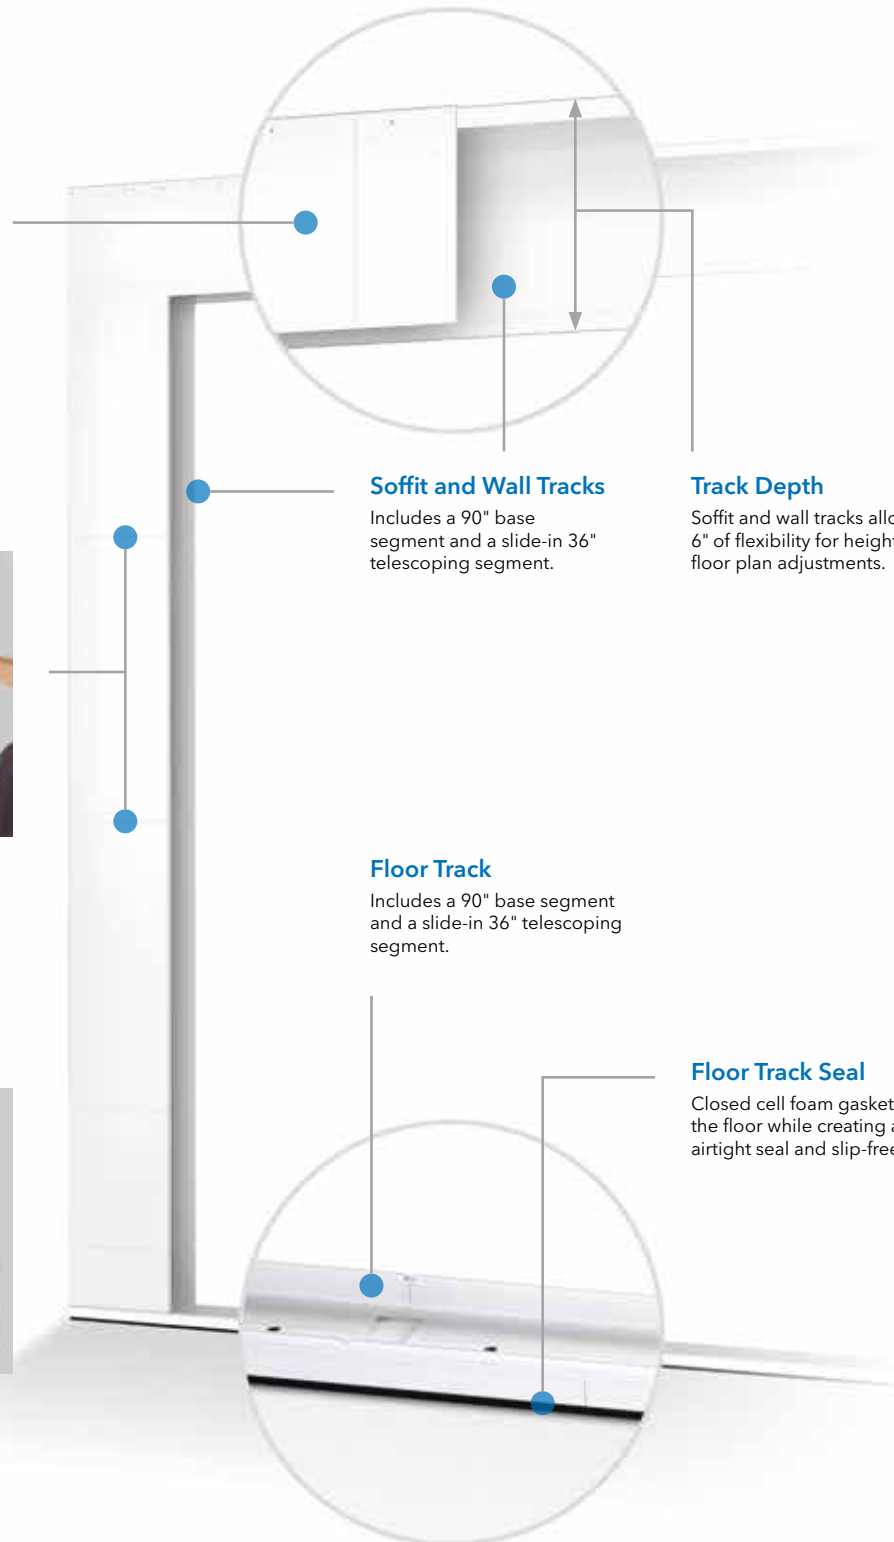 Soffit and Wall Tracks
Includes a 90" base
segment and a slide-in 36"
telescoping segment.
Track Depth
Soffit and wall tracks
6" of flexibility for height
floor plan adjustments.
Floor Track
Includes a 90" base segment
and a slide-in 36" telescoping
segment.
Floor Track Seal
Closed cell foam gasket
the floor while creating
airtight seal and slip-free